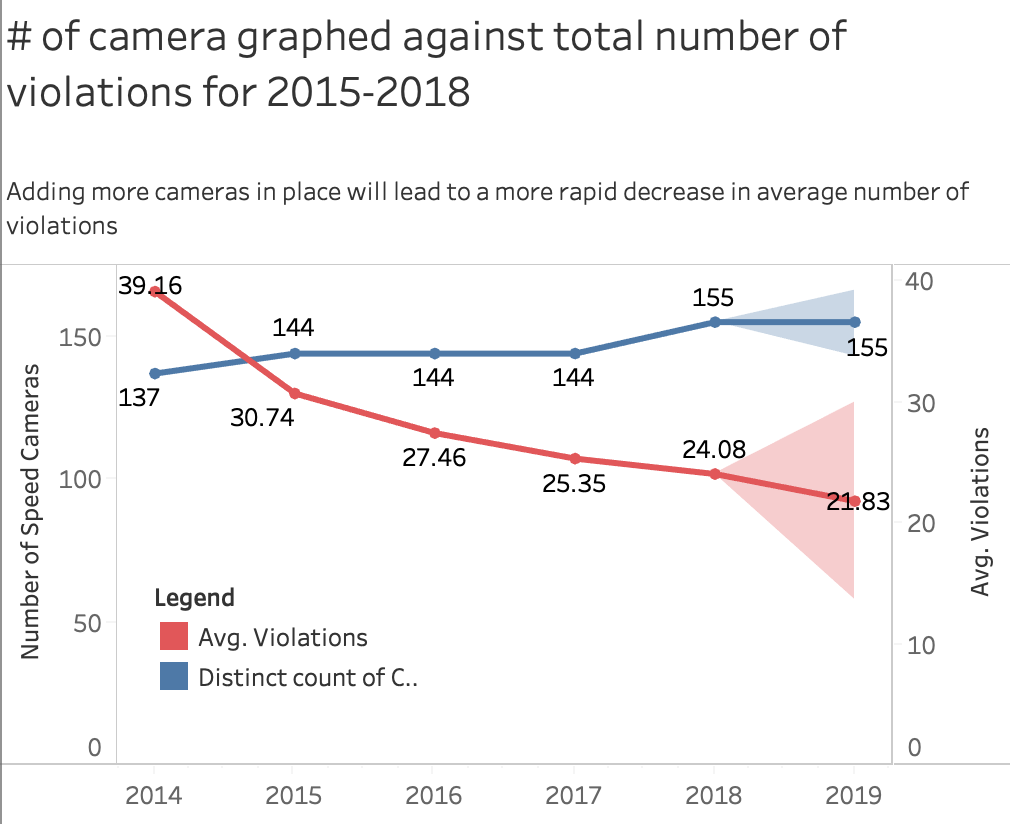 # of camera graphed against total number of
violations for 2015-2018
Adding more cameras in place will lead to a more rapid decrease in average number of
violations
Number of Speed Cameras
150
100
50
0
39.16
137
144
30.74
144
27.46
144
25.35
155
24.08
155
21.83
Legend
Avg. Violations
Distinct count of C..
40
30
20
10
0
Avg. Violations
2014 2015 2016 2017 2018 2019